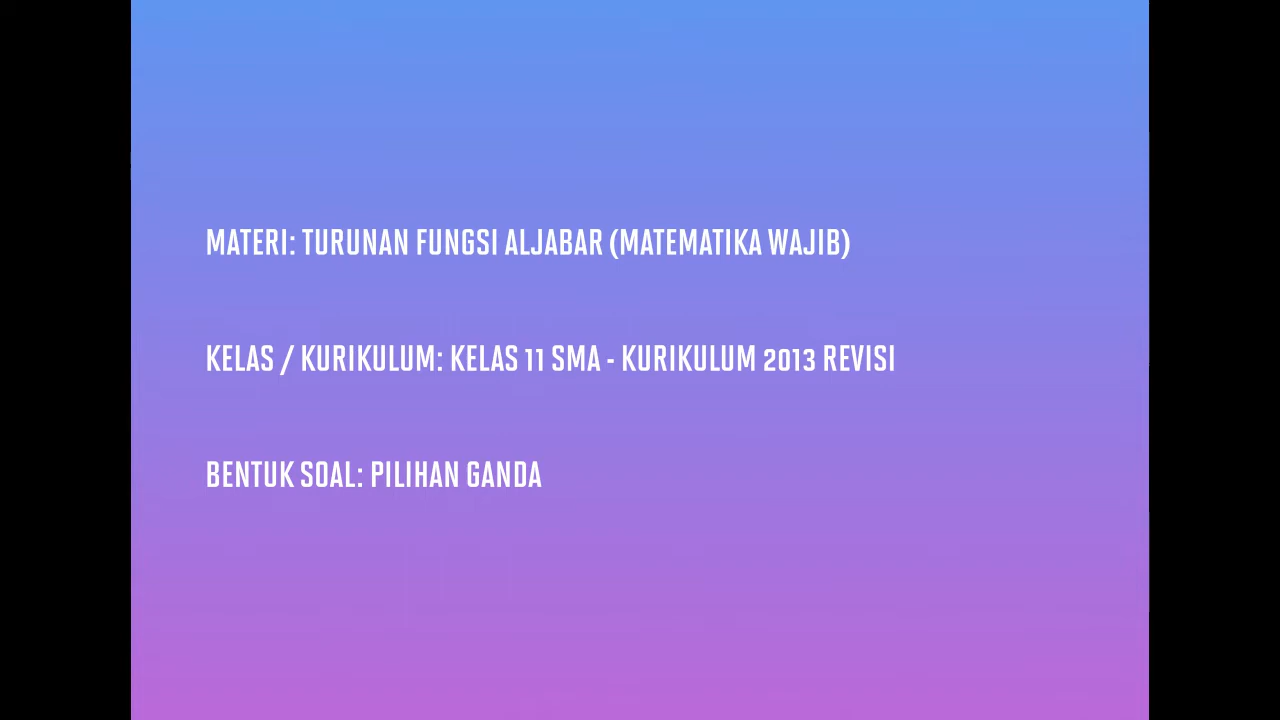 MATERI: TURUNAN FUNGSI ALJABAR (MATEMATIKA WAJIB)
KELAS / KURIKULUM: KELAS 11 SMA - KURIKULUM 2013 REVISI
BENTUK SOAL: PILIHAN GANDA